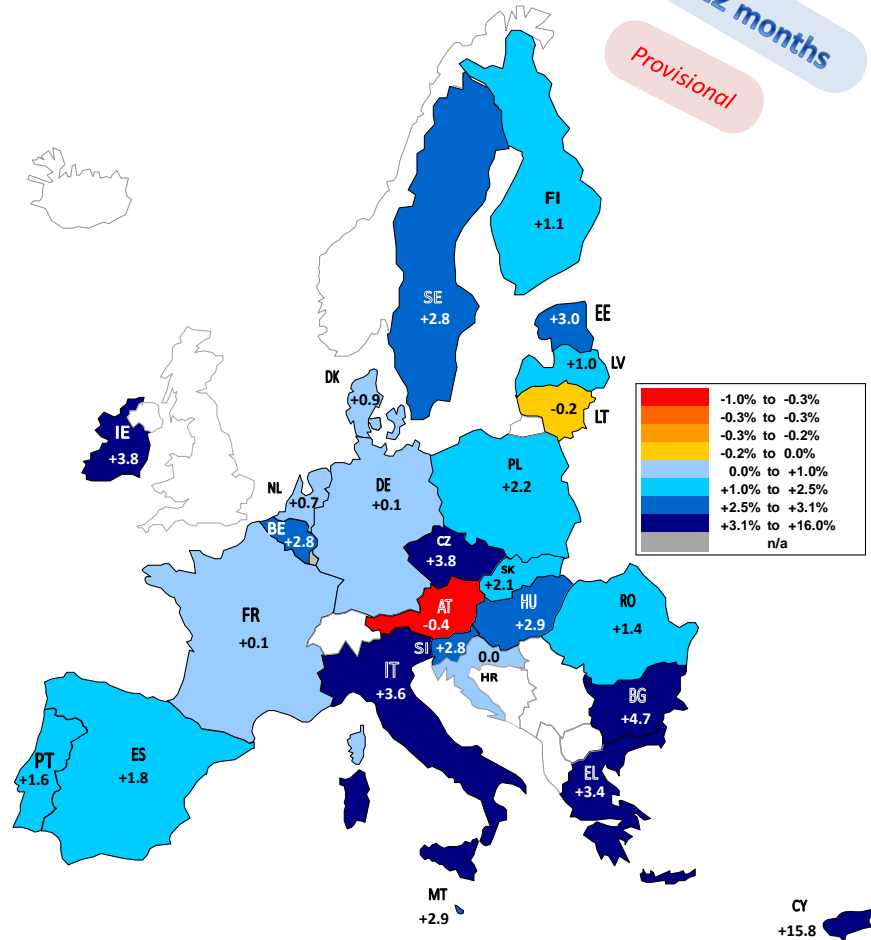 months
Provisional
FI
+1.1
SE
+2.8
EE
+3.0
LV
+1.0
DK
+0.9
LT
-0.2
-1.0% to -0.3%
-0.3% to -0.3%
-0.3% to -0.2%
-0.2% to 0.0%
0.0% to +1.0%
+1.0% to +2.5%
+2.5% to +3.1%
+3.1% to +16.0%
n/a
IE
+3.8
PL
+2.2
NL
+0.7
DE
+0.1
BE
+2.8
CZ
+3.8
SK
+2.1
AT
-0.4
HU
+2.9
RO
+1.4
FR
+0.1
SI +2.8
0.0
HR
IT
+3.6
BG
+4.7
PT
+1.6
ES
+1.8
EL
+3.4
MT
+2.9
CY
+15.8